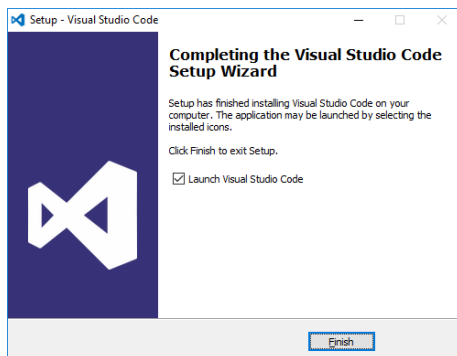 Setup - Visual Studio Code
Completing the Visual Studio Code
Setup Wizard
Setup has finished installing Visual Studio Code on your
computer. The application may be launched by selecting the
installed icons.
Click Finish to exit Setup.
Launch Visual Studio Code
Finish